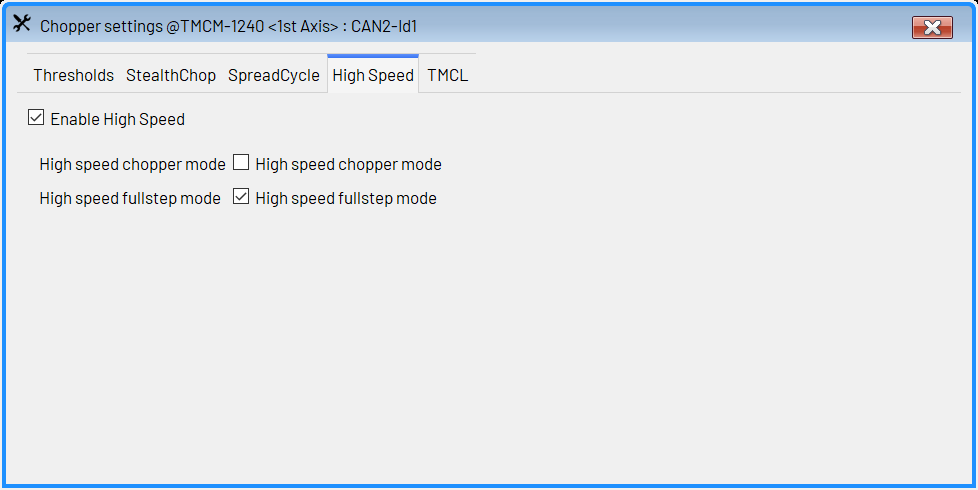 Chopper settings @TMCM-1240 <1st Axis> : CAN2-Id1
Thresholds StealthChop SpreadCycle High Speed TMCL
Enable High Speed
High speed chopper mode High speed chopper mode
High speed fullstep mode High speed fullstep mode